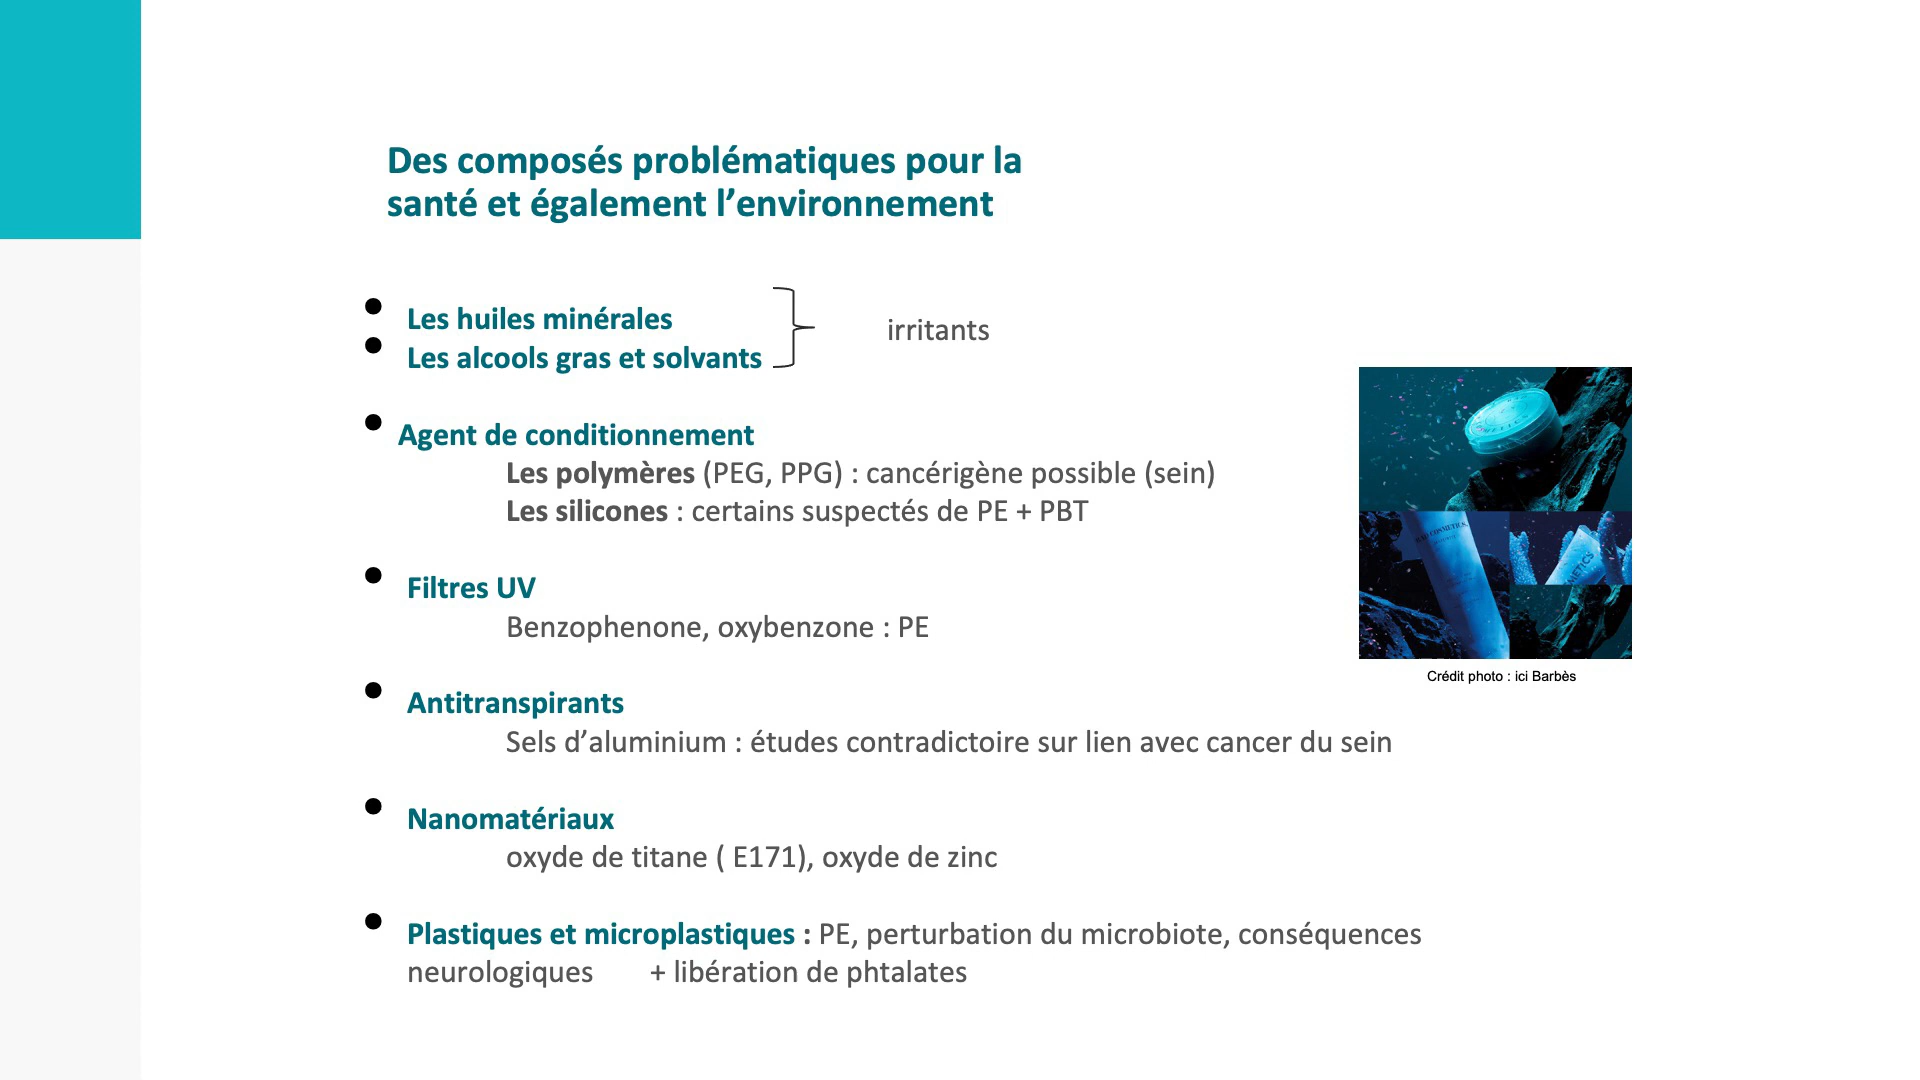 Des composés problématiques pour la
santé et également l’environnement
• Les huiles minérales
• Les alcools gras et solvants
irritants
• Agent de conditionnement
Les polymères (PEG, PPG) : cancérigène possible (sein)
Les silicones : certains suspectés de PE + PBT
• Filtres UV
Benzophenone, oxybenzone : PE
• Antitranspirants
Sels d’aluminium : études contradictoire sur lien avec cancer du sein
• Nanomatériaux
oxyde de titane ( E171), oxyde de zinc
• Plastiques et microplastiques : PE, perturbation du microbiote, conséquences
neurologiques + libération de phtalates
Crédit photo : ici Barbès